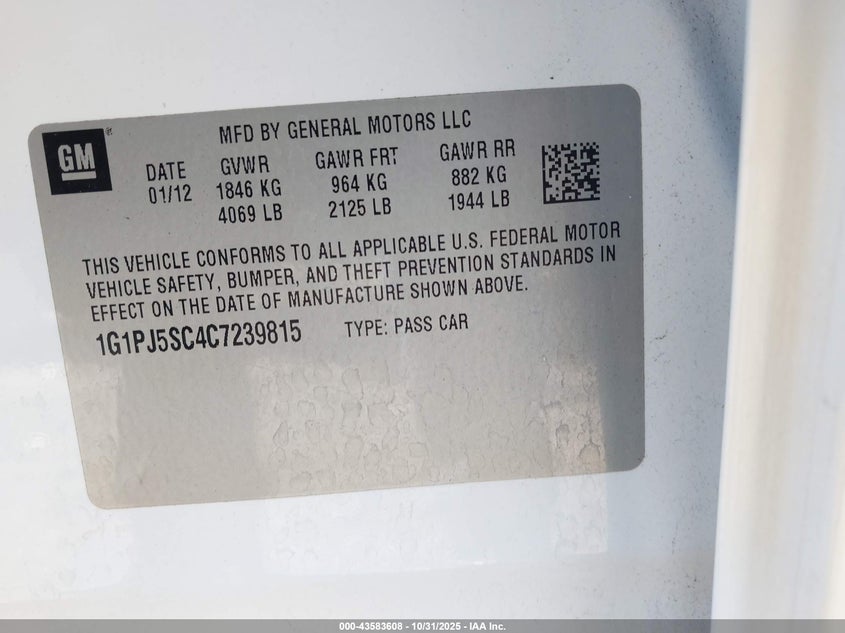 GM
MFD BY GENERAL MOTORS LLC
DATE GVWR GAWR FRT GAWR RR
01/12 1846 KG 964 KG 882 KG
4069 LB 2125 LB 1944 LB
THIS VEHICLE CONFORMS TO ALL APPLICABLE U.S. FEDERAL MOTOR
VEHICLE SAFETY, BUMPER, AND THEFT PREVENTION STANDARDS IN
EFFECT ON THE DATE OF MANUFACTURE SHOWN ABOVE.
1G1PJ5SC4C7239815 TYPE: PASS CAR
000-43583608 - 10/31/2025 - IAA Inc.